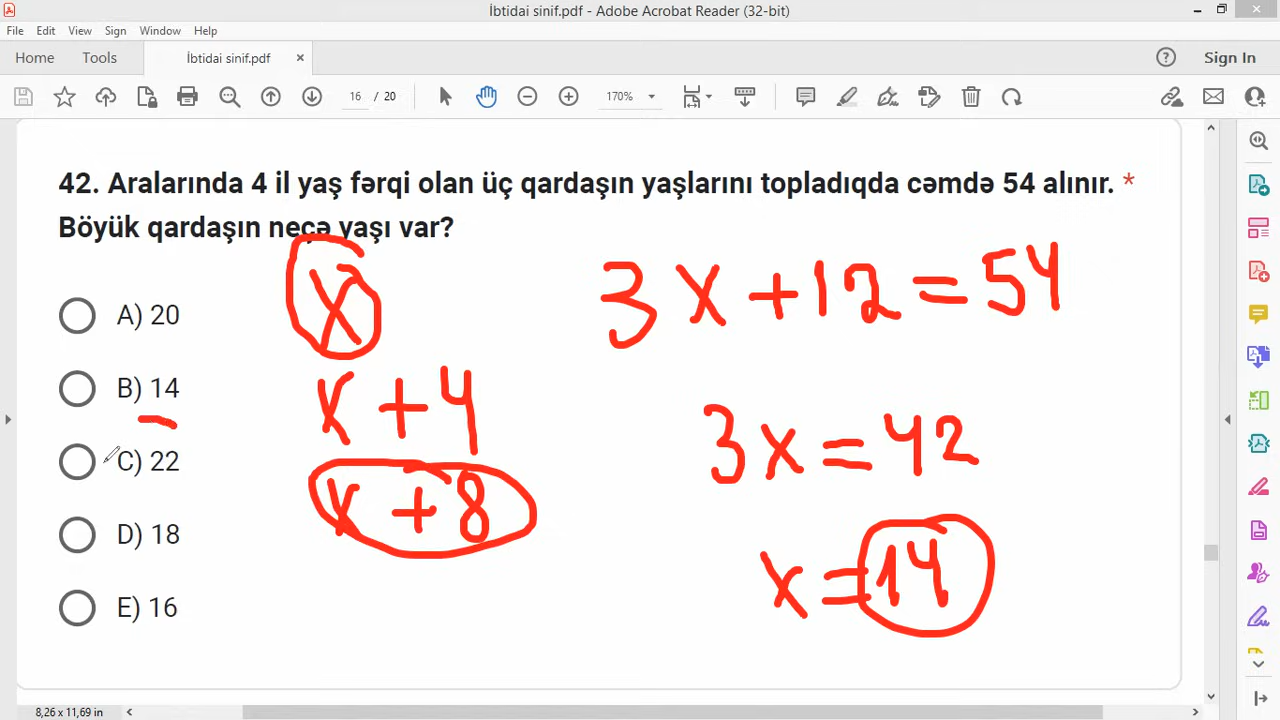 İbtidai sinif.pdf - Adobe Acrobat Reader (32-bit)
File Edit View Sign Window Help
Home Tools İbtidai sinif.pdf × Sign In
16 / 20 170%
42. Aralarında 4 il yaş fərqi olan üç qardaşın yaşlarını topladıqda cəmdə 54 alınır. *
Böyük qardaşın neçə yaşı var?
A) 20
B) 14
C) 22
D) 18
E) 16
x
x + 4
x + 8
3x + 12 = 54
3x = 42
x = 14
8,26 x 11,69 in